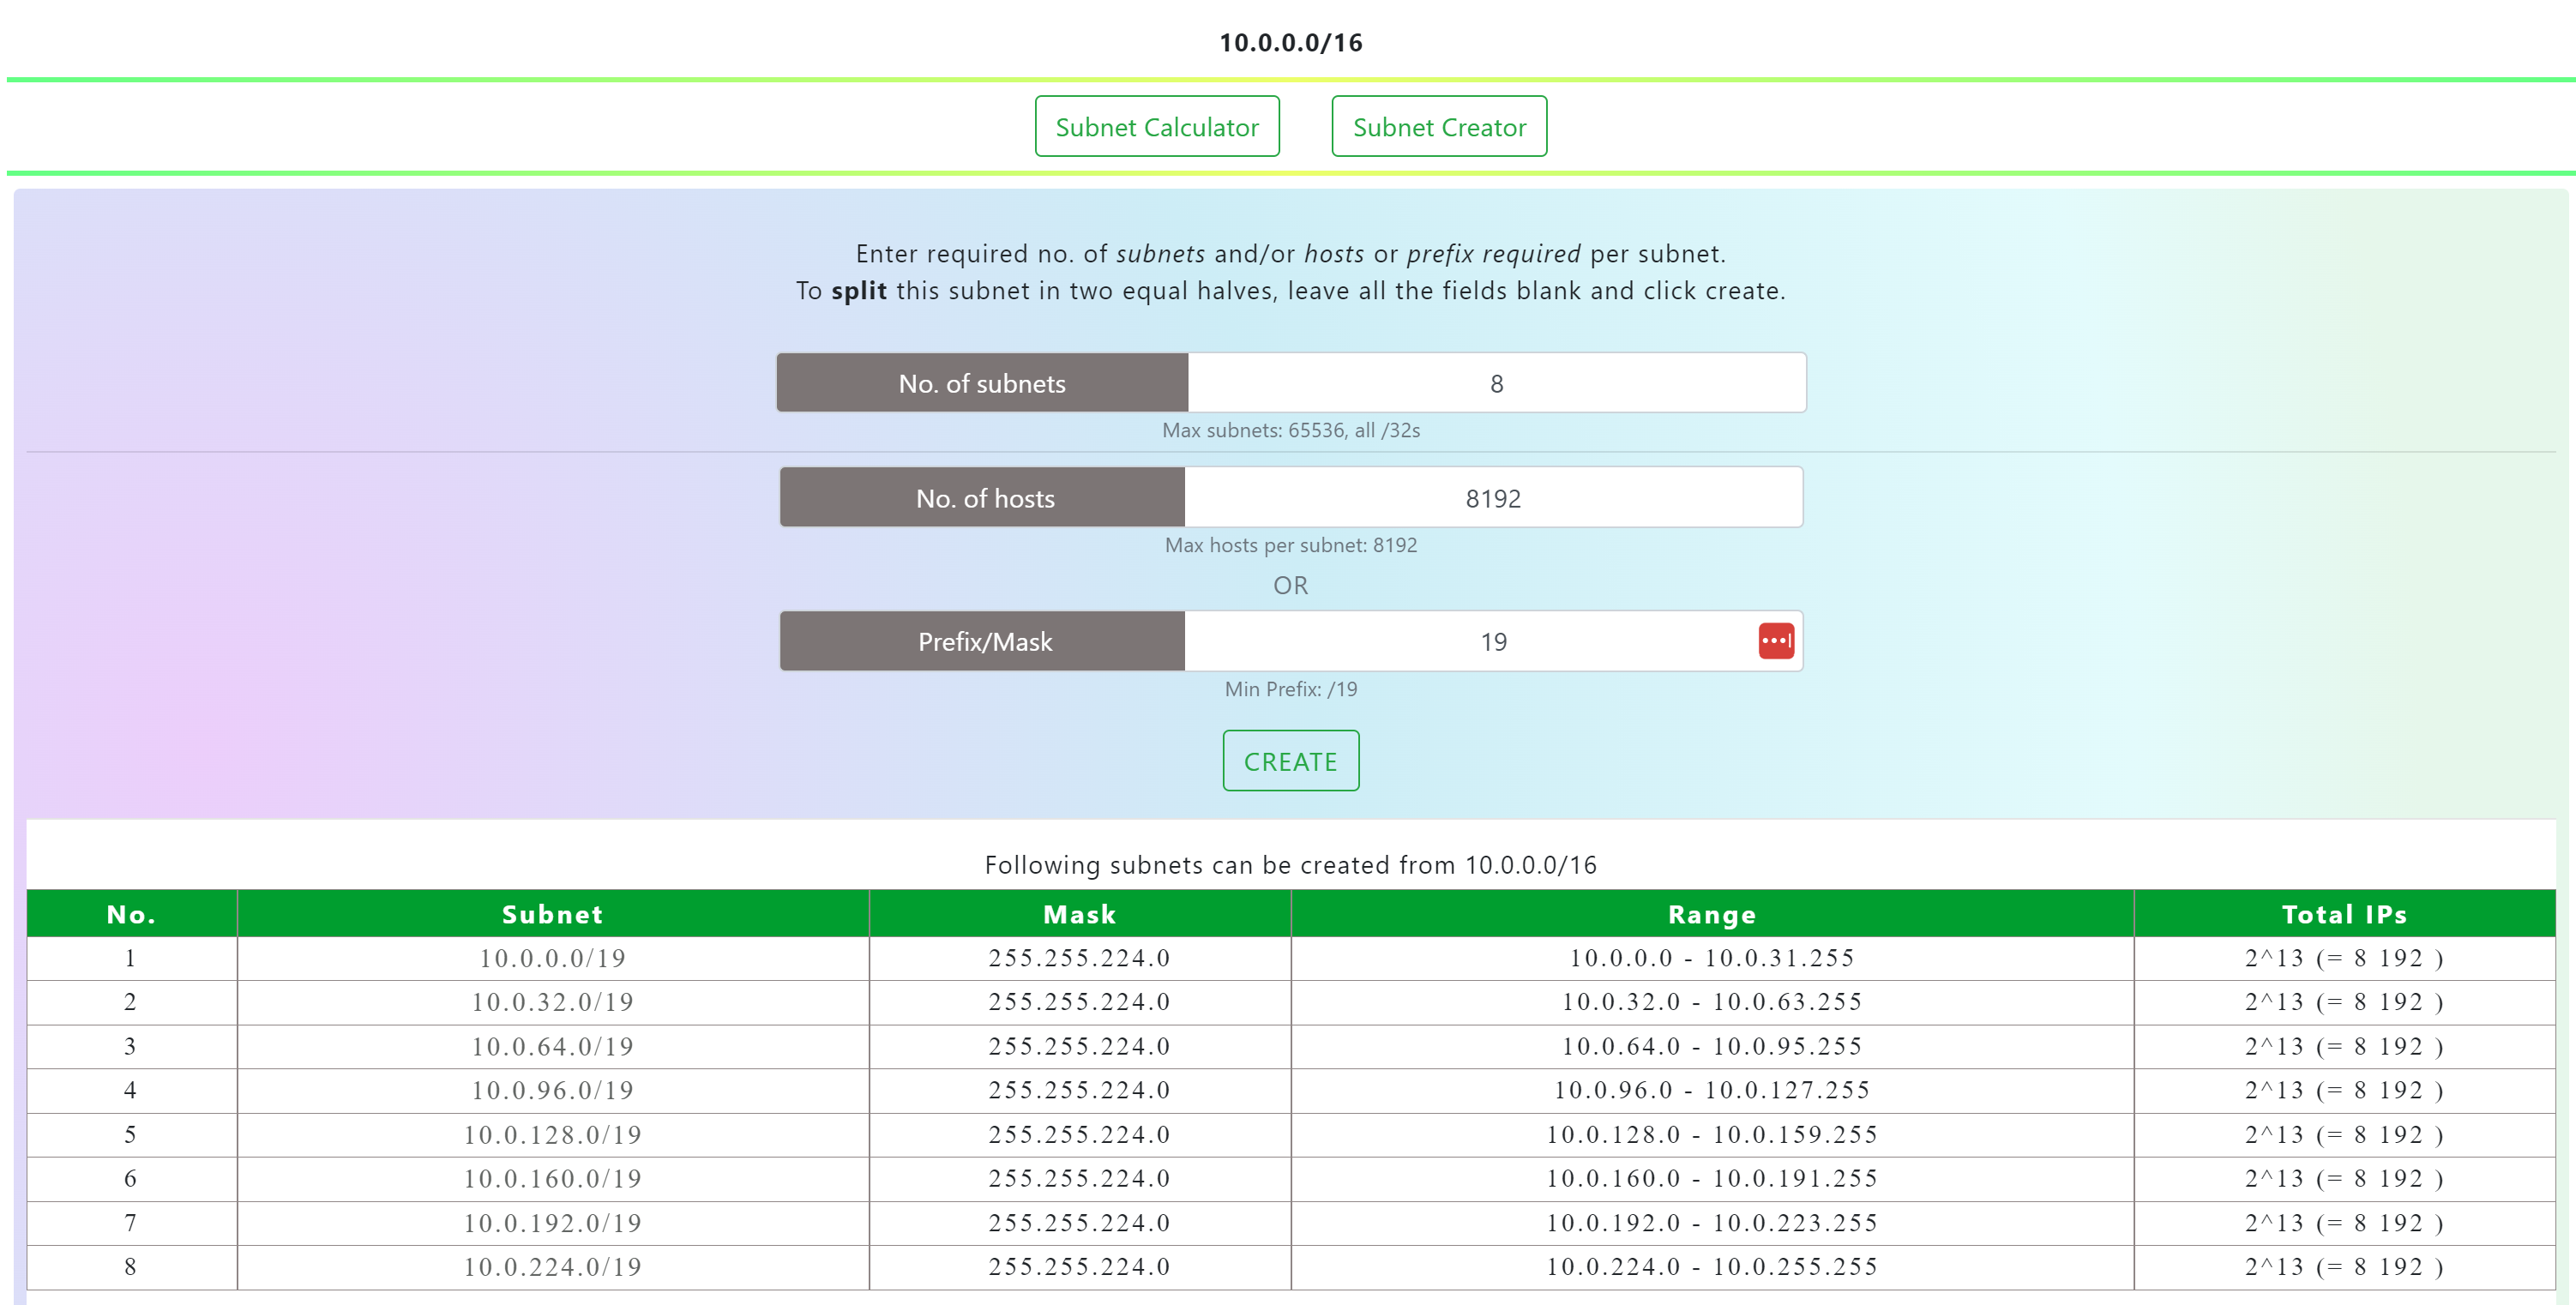 10.0.0.0/16
Subnet Calculator Subnet Creator
Enter required no. of subnets and/or hosts or prefix required per subnet.
To split this subnet in two equal halves, leave all the fields blank and click create.
No. of subnets 8
Max subnets: 65536, all /32s
No. of hosts 8192
Max hosts per subnet: 8192
OR
Prefix/Mask 19
Min Prefix: /19
CREATE
Following subnets can be created from 10.0.0.0/16
No. Subnet Mask Range Total IPs
1 10.0.0.0/19 255.255.224.0 10.0.0.0 - 10.0.31.255 2^13 (= 8 192 )
2 10.0.32.0/19 255.255.224.0 10.0.32.0 - 10.0.63.255 2^13 (= 8 192 )
3 10.0.64.0/19 255.255.224.0 10.0.64.0 - 10.0.95.255 2^13 (= 8 192 )
4 10.0.96.0/19 255.255.224.0 10.0.96.0 - 10.0.127.255 2^13 (= 8 192 )
5 10.0.128.0/19 255.255.224.0 10.0.128.0 - 10.0.159.255 2^13 (= 8 192 )
6 10.0.160.0/19 255.255.224.0 10.0.160.0 - 10.0.191.255 2^13 (= 8 192 )
7 10.0.192.0/19 255.255.224.0 10.0.192.0 - 10.0.223.255 2^13 (= 8 192 )
8 10.0.224.0/19 255.255.224.0 10.0.224.0 - 10.0.255.255 2^13 (= 8 192 )